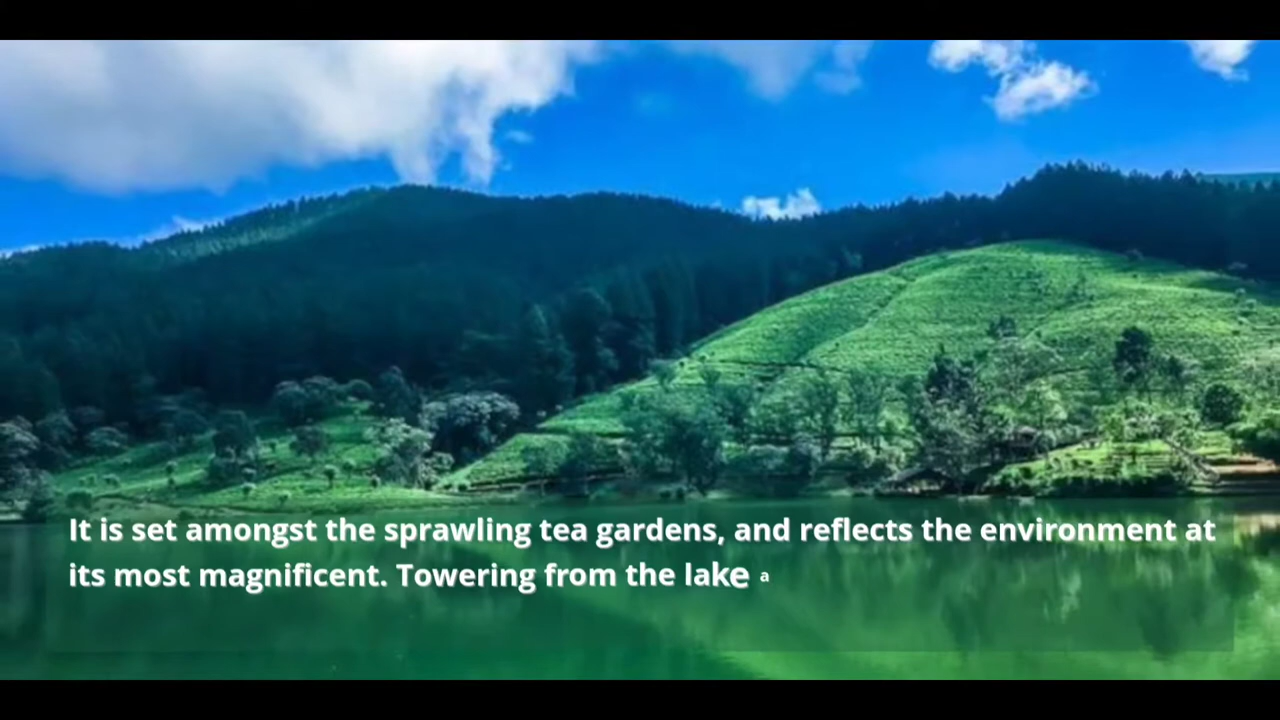 It is set amongst the sprawling tea gardens, and reflects the environment at
its most magnificent. Towering from the lake a